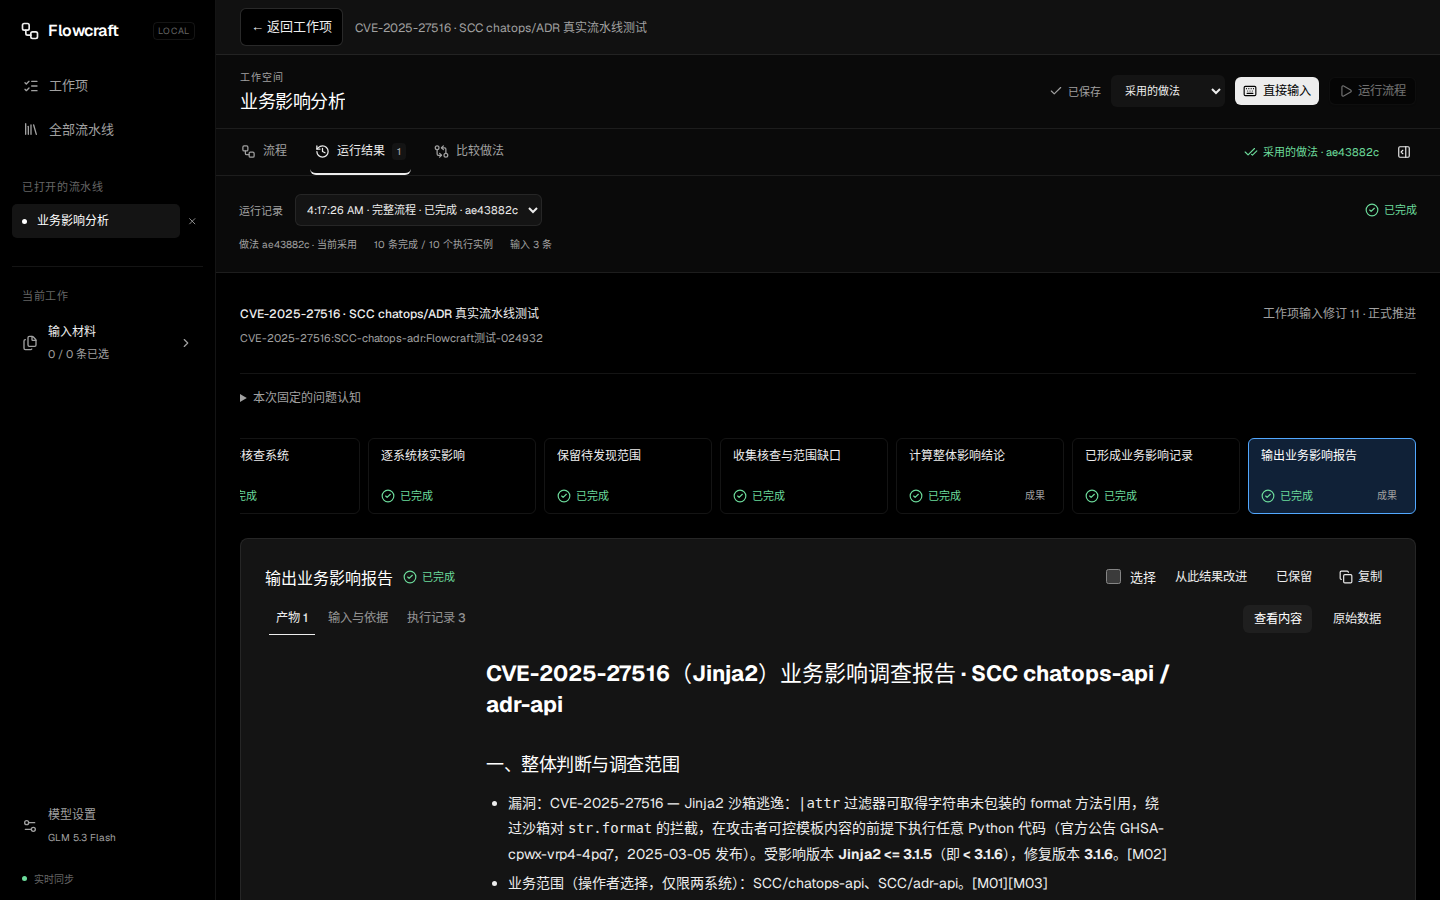 Flowcraft
LOCAL
工作项
全部流水线
已打开的流水线
业务影响分析
×
当前工作
输入材料
0 / 0 条已选
模型设置
GLM 5.3 Flash
实时同步
← 返回工作项
CVE-2025-27516 · SCC chatops/ADR 真实流水线测试
工作空间
业务影响分析
已保存
采用的做法
直接输入
运行流程
流程
运行结果 1
比较做法
采用的做法 · ae43882c
运行记录
4:17:26 AM · 完整流程 · 已完成 · ae43882c
已完成
做法 ae43882c · 当前采用 10 条完成 / 10 个执行实例 输入 3 条
CVE-2025-27516 · SCC chatops/ADR 真实流水线测试
工作项输入修订 11 · 正式推进
CVE-2025-27516:SCC-chatops-adr:Flowcraft测试-024932
本次固定的问题认知
核查系统
完成
逐系统核实影响
已完成
保留待发现范围
已完成
收集核查与范围缺口
已完成
计算整体影响结论
已完成 成果
已形成业务影响记录
已完成
输出业务影响报告
已完成 成果
输出业务影响报告 已完成
选择 从此结果改进 已保留 复制
产物 1 输入与依据 执行记录 3
查看内容 原始数据
CVE-2025-27516（Jinja2）业务影响调查报告 · SCC chatops-api /
adr-api
一、整体判断与调查范围
漏洞：CVE-2025-27516 — Jinja2 沙箱逃逸：|attr 过滤器可取得字符串未包装的 format 方法引用，绕
过沙箱对 str.format 的拦截，在攻击者可控模板内容的前提下执行任意 Python 代码（官方公告 GHSA-
cpwx-vrp4-4pq7，2025-03-05 发布）。受影响版本 Jinja2 <= 3.1.5（即 < 3.1.6），修复版本 3.1.6。[M02]
业务范围（操作者选择，仅限两系统）：SCC/chatops-api、SCC/adr-api。[M01][M03]